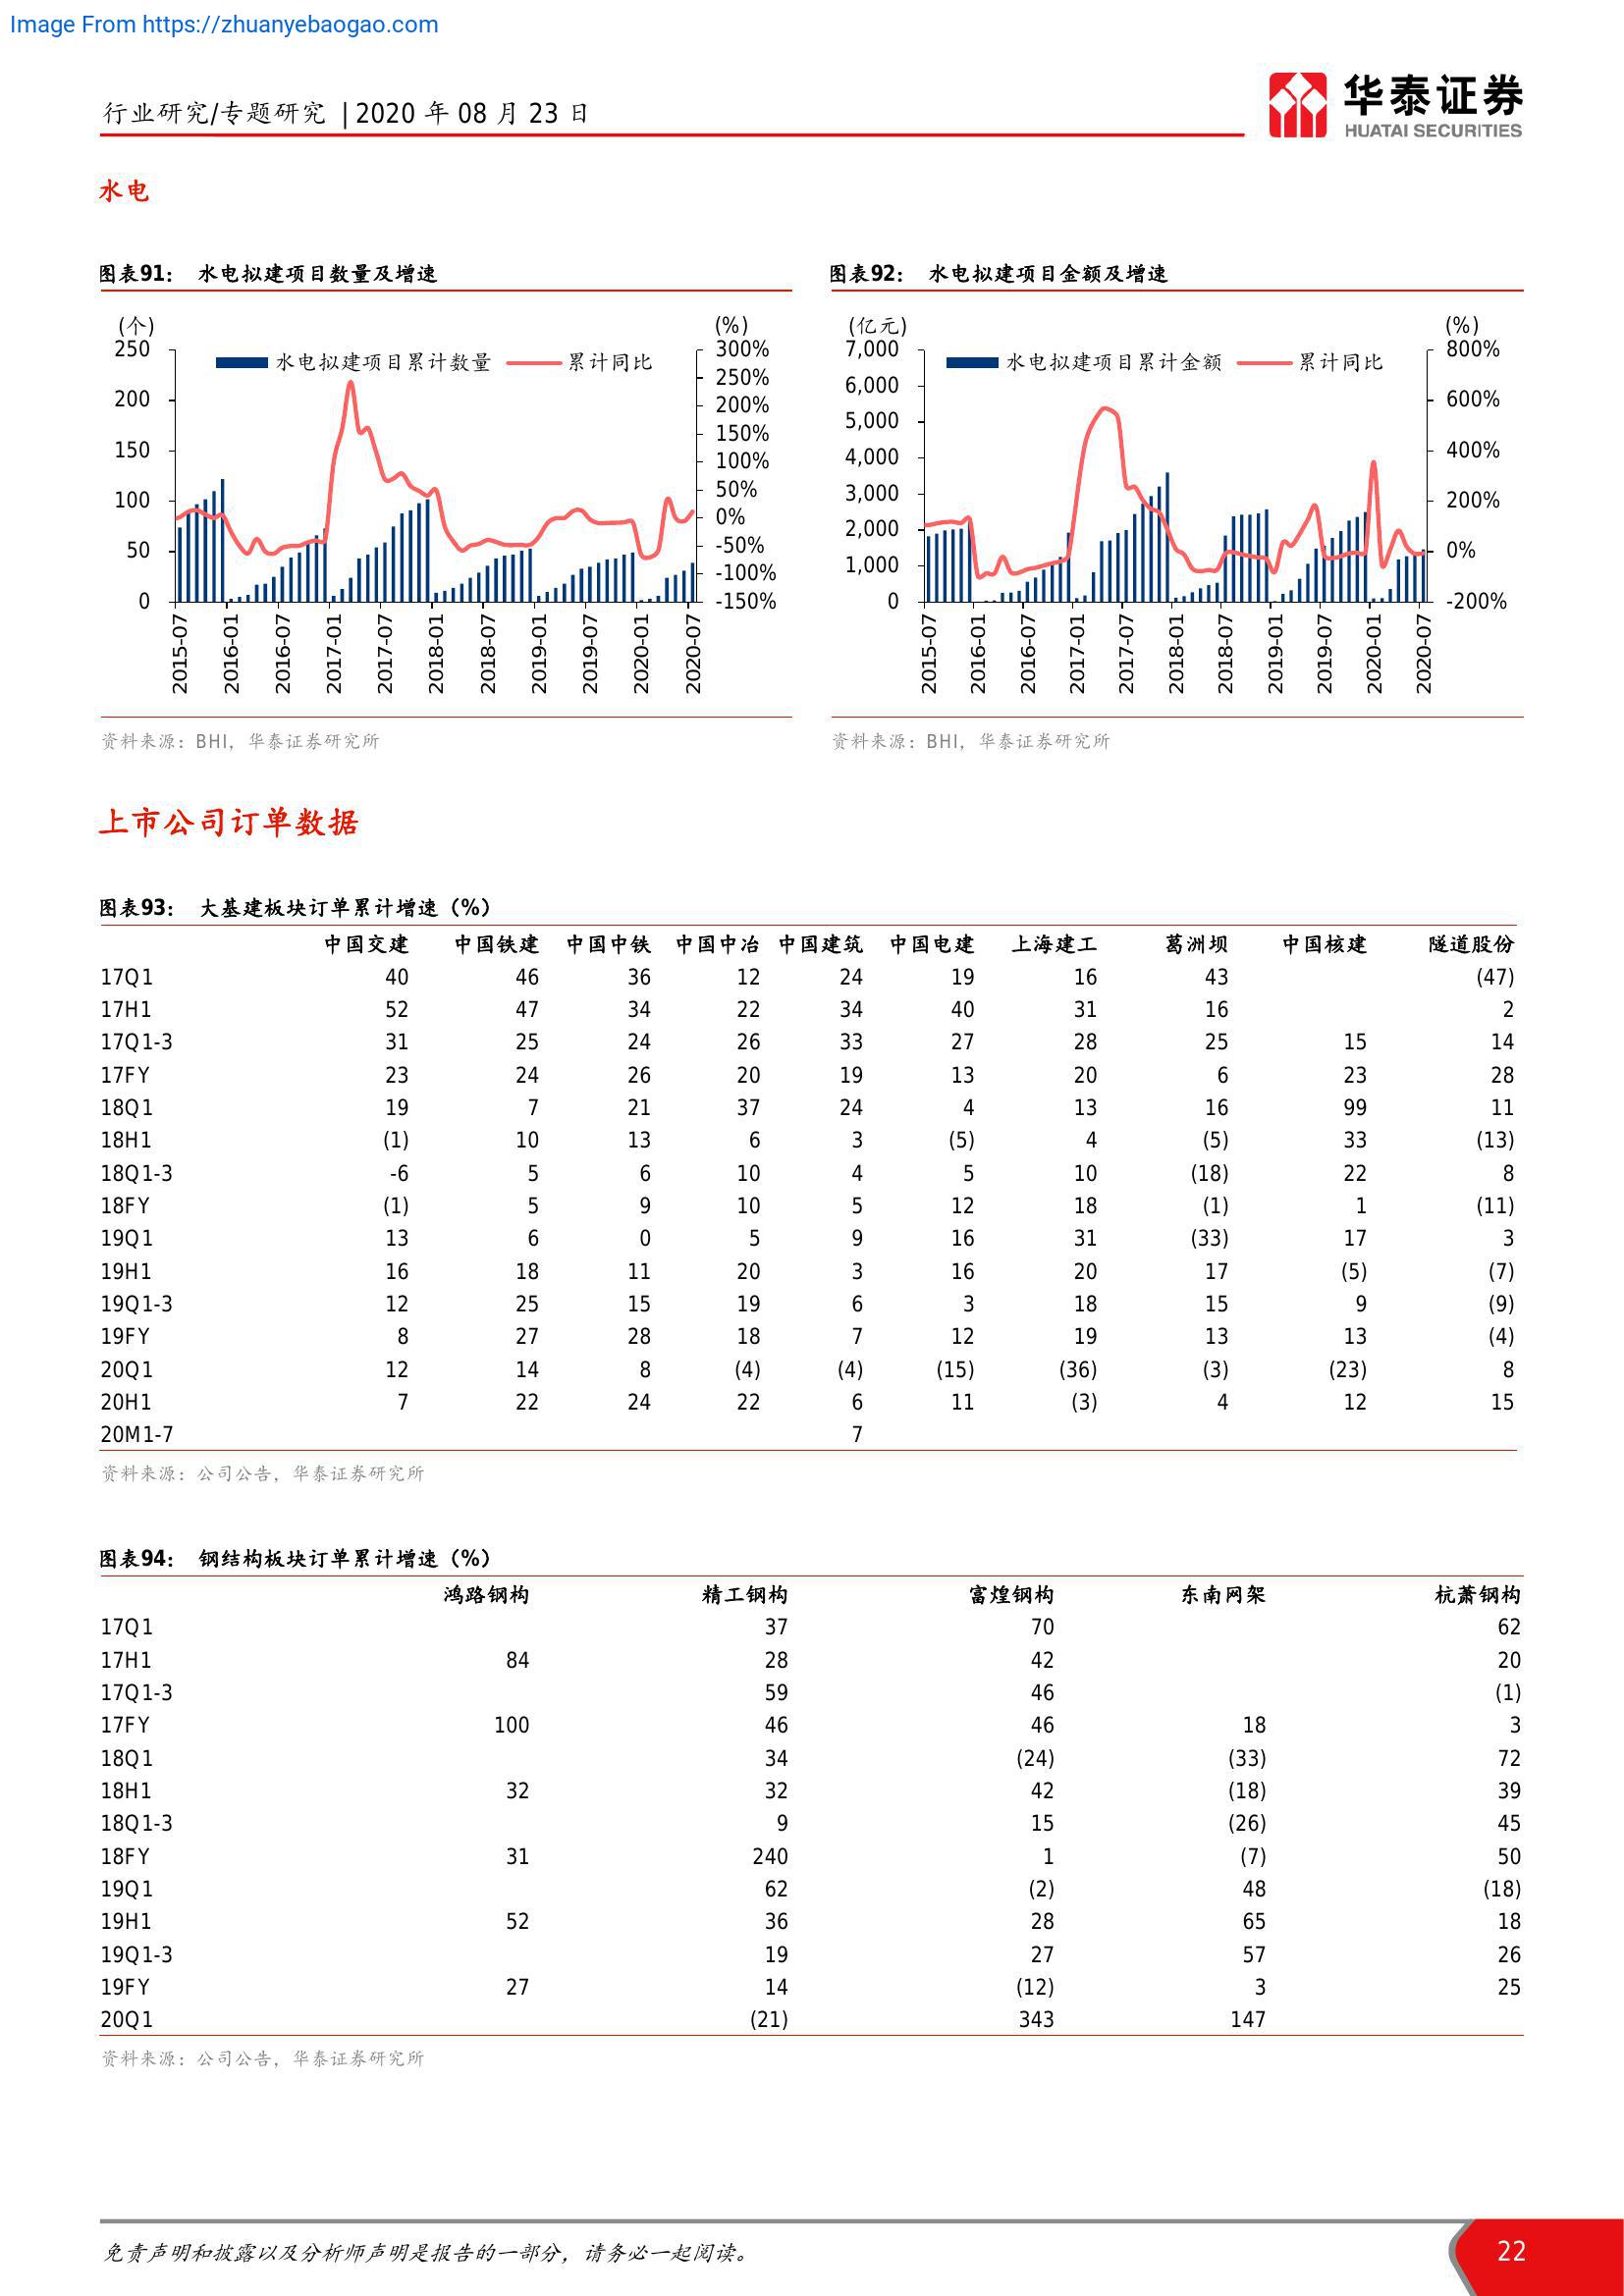 Image From https://zhuanyebaogao.com
行业研究/专题研究 | 2020 年 08 月 23 日
华泰证券
HUATAI SECURITIES
水电
图表91： 水电拟建项目数量及增速
(个) (%)
水电拟建项目累计数量 累计同比
250
200
150
100
50
0
300%
250%
200%
150%
100%
50%
0%
-50%
-100%
-150%
2015-07 2016-01 2016-07 2017-01 2017-07 2018-01 2018-07 2019-01 2019-07 2020-01 2020-07
资料来源：BHI，华泰证券研究所
图表92： 水电拟建项目金额及增速
(亿元) (%)
水电拟建项目累计金额 累计同比
7,000
6,000
5,000
4,000
3,000
2,000
1,000
0
800%
600%
400%
200%
0%
-200%
2015-07 2016-01 2016-07 2017-01 2017-07 2018-01 2018-07 2019-01 2019-07 2020-01 2020-07
资料来源：BHI，华泰证券研究所
上市公司订单数据
图表93： 大基建板块订单累计增速（%）
中国交建 中国铁建 中国中铁 中国中冶 中国建筑 中国电建 上海建工 葛洲坝 中国核建 隧道股份
17Q1 40 46 36 12 24 19 16 43 (47)
17H1 52 47 34 22 34 40 31 16 2
17Q1-3 31 25 24 26 33 27 28 25 15 14
17FY 23 24 26 20 19 13 20 6 23 28
18Q1 19 7 21 37 24 4 13 16 99 11
18H1 (1) 10 13 6 3 (5) 4 (5) 33 (13)
18Q1-3 -6 5 6 10 4 5 10 (18) 22 8
18FY (1) 5 9 10 5 12 18 (1) 1 (11)
19Q1 13 6 0 5 9 16 31 (33) 17 3
19H1 16 18 11 20 3 16 20 17 (5) (7)
19Q1-3 12 25 15 19 6 3 18 15 9 (9)
19FY 8 27 28 18 7 12 19 13 13 (4)
20Q1 12 14 8 (4) (4) (15) (36) (3) (23) 8
20H1 7 22 24 22 6 11 (3) 4 12 15
20M1-7 7
资料来源：公司公告，华泰证券研究所
图表94： 钢结构板块订单累计增速（%）
鸿路钢构 精工钢构 富煌钢构 东南网架 杭萧钢构
17Q1 37 70 62
17H1 84 28 42 20
17Q1-3 59 46 (1)
17FY 100 46 46 18 3
18Q1 34 (24) (33) 72
18H1 32 32 42 (18) 39
18Q1-3 9 15 (26) 45
18FY 31 240 1 (7) 50
19Q1 62 (2) 48 (18)
19H1 52 36 28 65 18
19Q1-3 19 27 57 26
19FY 27 14 (12) 3 25
20Q1 (21) 343 147
资料来源：公司公告，华泰证券研究所
免责声明和披露以及分析师声明是报告的一部分，请务必一起阅读。
22